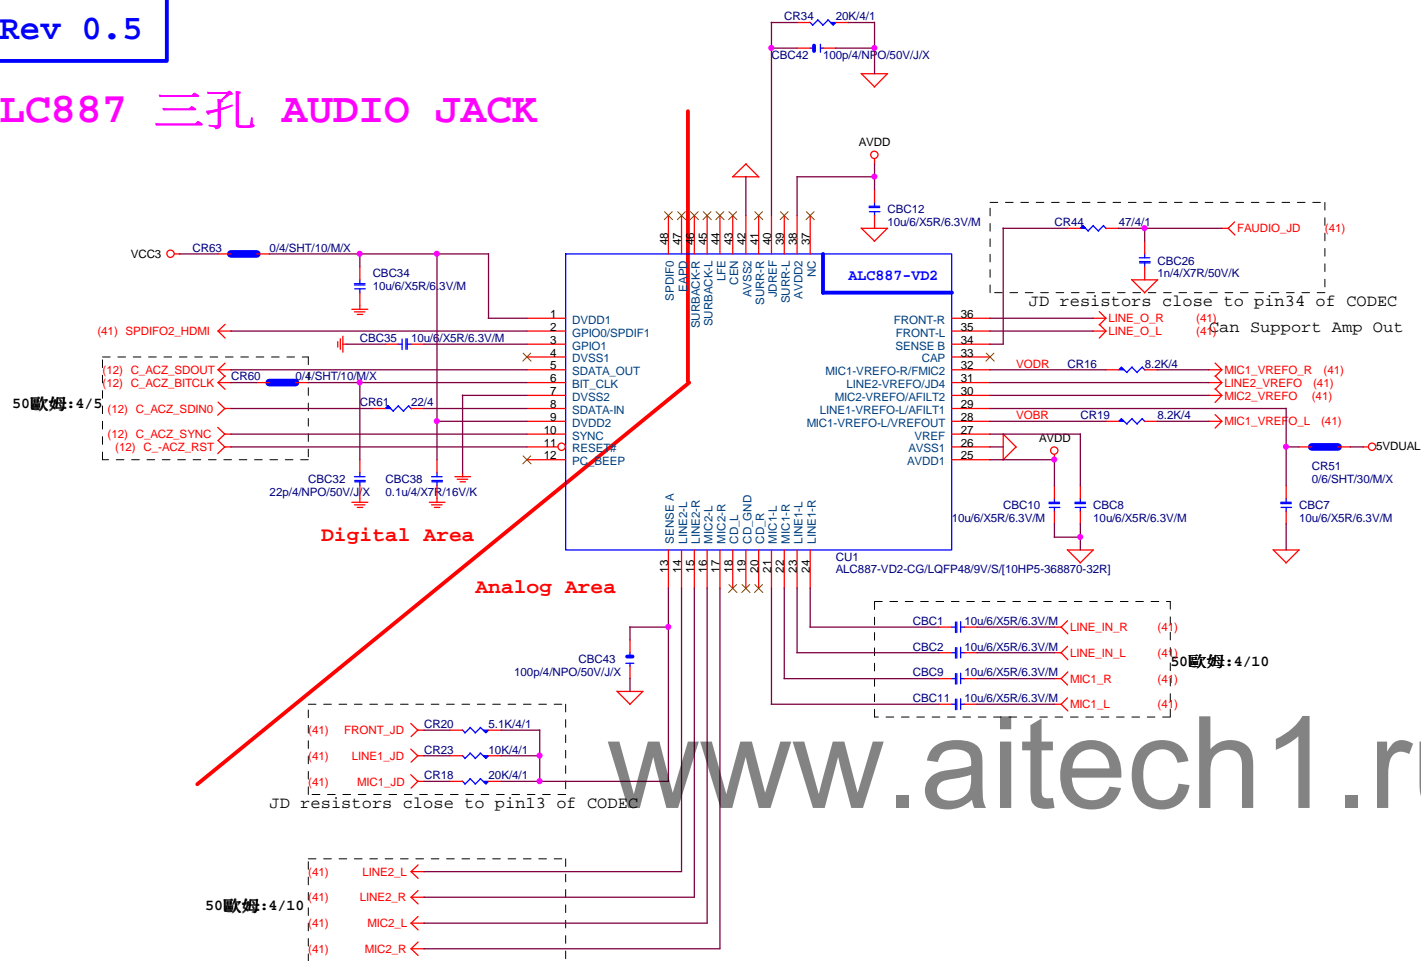 Rev 0.5
LC887 三孔 AUDIO JACK
CR34 20K/4/1
CBC42 100p/4/NPO/50V/J/X
AVDD
CBC12
10u/6/X5R/6.3V/M
CR44 47/4/1
FAUDIO_JD (41)
CBC26
1n/4/X7R/50V/K
JD resistors close to pin34 of CODEC
VCC3 CR63 0/4/SHT/10/M/X
CBC34
10u/6/X5R/6.3V/M
48 47 46 45 44 43 42 41 40 39 38 37
SPDIFO
EAPD
SURBACK-R
SURBACK-L
LFE
CEN
AVSS2
SURR-R
JDREF
SURR-L
AVDD2
NC
ALC887-VD2
(41) SPDIFO2_HDMI
CBC35 10u/6/X5R/6.3V/M
(12) C_ACZ_SDOUT
(12) C_ACZ_BITCLK CR60 0/4/SHT/10/M/X
50歐姆:4/5
(12) C_ACZ_SDIN0 CR61 22/4
(12) C_ACZ_SYNC
(12) C_-ACZ_RST
1 DVDD1
2 GPIO0/SPDIF1
3 GPIO1
4 DVSS1
5 SDATA_OUT
6 BIT_CLK
7 DVSS2
8 SDATA-IN
9 DVDD2
10 SYNC
11 RESET#
12 PC_BEEP
FRONT-R 36
FRONT-L 35
SENSE B 34
CAP 33
MIC1-VREFO-R/FMIC2 32
LINE2-VREFO/JD4 31
MIC2-VREFO/AFILT2 30
LINE1-VREFO-L/AFILT1 29
MIC1-VREFO-L/VREFOUT 28
VREF 27
AVSS1 26
AVDD1 25
LINE_O_R (41)
LINE_O_L (41)
Can Support Amp Out
VODR CR16 8.2K/4 MIC1_VREFO_R (41)
LINE2_VREFO (41)
MIC2_VREFO (41)
VOBR CR19 8.2K/4 MIC1_VREFO_L (41)
AVDD
5VDUAL
CR51
0/6/SHT/30/M/X
CBC32
22p/4/NPO/50V/J/X
CBC38
0.1u/4/X7R/16V/K
CBC10
10u/6/X5R/6.3V/M
CBC8
10u/6/X5R/6.3V/M
CBC7
10u/6/X5R/6.3V/M
Digital Area
Analog Area
SENSE A
LINE2-L
LINE2-R
MIC2-L
MIC2-R
CD_L
CD_GND
CD_R
MIC1-L
MIC1-R
LINE1-L
LINE1-R
13 14 15 16 17 18 19 20 21 22 23 24
CU1
ALC887-VD2-CG/LQFP48/9V/S/[10HP5-368870-32R]
CBC1 10u/6/X5R/6.3V/M LINE_IN_R (41)
CBC2 10u/6/X5R/6.3V/M LINE_IN_L (41)
CBC9 10u/6/X5R/6.3V/M MIC1_R (41)
CBC11 10u/6/X5R/6.3V/M MIC1_L (41)
50歐姆:4/10
CBC43
100p/4/NPO/50V/J/X
(41) FRONT_JD CR20 5.1K/4/1
(41) LINE1_JD CR23 10K/4/1
(41) MIC1_JD CR18 20K/4/1
JD resistors close to pin13 of CODEC
www.aitech1.ru
50歐姆:4/10
(41) LINE2_L
(41) LINE2_R
(41) MIC2_L
(41) MIC2_R